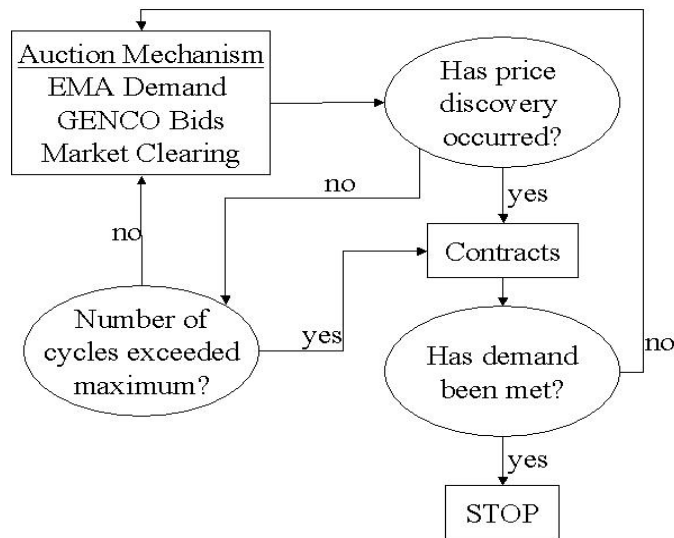 Auction Mechanism
EMA Demand
GENCO Bids
Market Clearing
Has price
discovery
occurred?
no
yes
no
Contracts
Number of
cycles exceeded
maximum?
yes
Has demand
been met?
no
yes
STOP